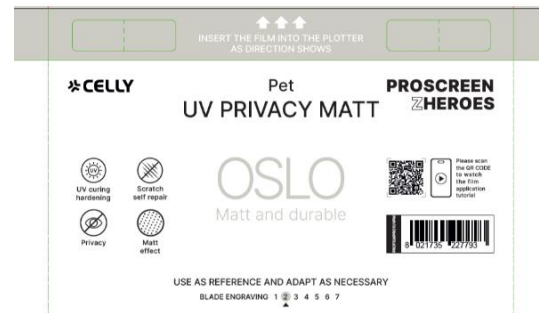 INSERT THE FILM INTO THE PLOTTER
AS DIRECTION SHOWS
CELLY
Pet
UV PRIVACY MATT
PROSCREEN
ZHEROES
UV
UV curing
hardening
Scratch
self repair
Privacy
Matt
effect
OSLO
Matt and durable
Please scan
the QR CODE
to watch
the film
application
tutorial
8 021735 227793
USE AS REFERENCE AND ADAPT AS NECESSARY
BLADE ENGRAVING 1 2 3 4 5 6 7